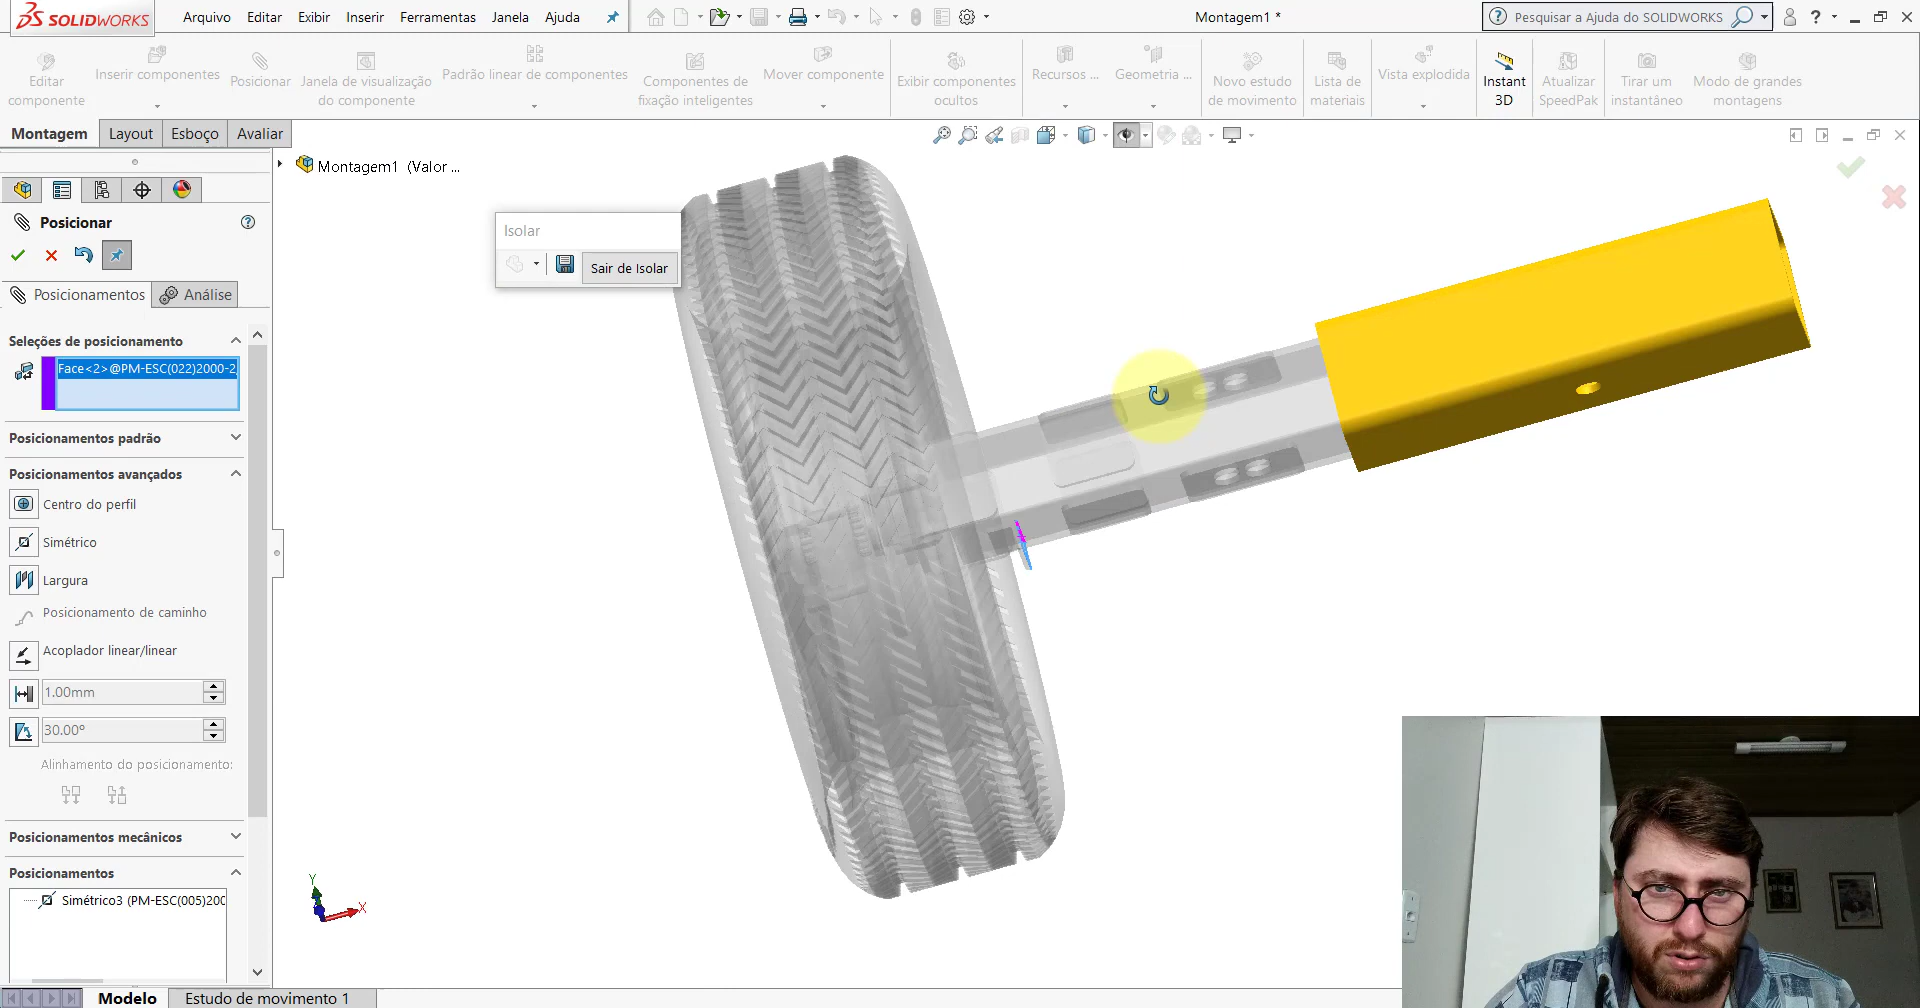 SOLIDWORKS
Arquivo Editar Exibir Inserir Ferramentas Janela Ajuda
Montagem1 *
Pesquisar a Ajuda do SOLIDWORKS
Editar componente
Inserir componentes
Posicionar
Janela de visualização do componente
Padrão linear de componentes
Componentes de fixação inteligentes
Mover componente
Exibir componentes ocultos
Recursos ...
Geometria ...
Novo estudo de movimento
Lista de materiais
Vista explodida
Instant 3D
Atualizar SpeedPak
Tirar um instantâneo
Modo de grandes montagens
Montagem Layout Esboço Avaliar
Montagem1 (Valor ...
Posicionar
Isolar
Sair de Isolar
Posicionamentos Análise
Seleções de posicionamento
Face<2>@PM-ESC(022)2000-2
Posicionamentos padrão
Posicionamentos avançados
Centro do perfil
Simétrico
Largura
Posicionamento de caminho
Acoplador linear/linear
1.00mm
30.00°
Alinhamento do posicionamento:
Posicionamentos mecânicos
Posicionamentos
Simétrico3 (PM-ESC(005)200
Y
X
Modelo Estudo de movimento 1